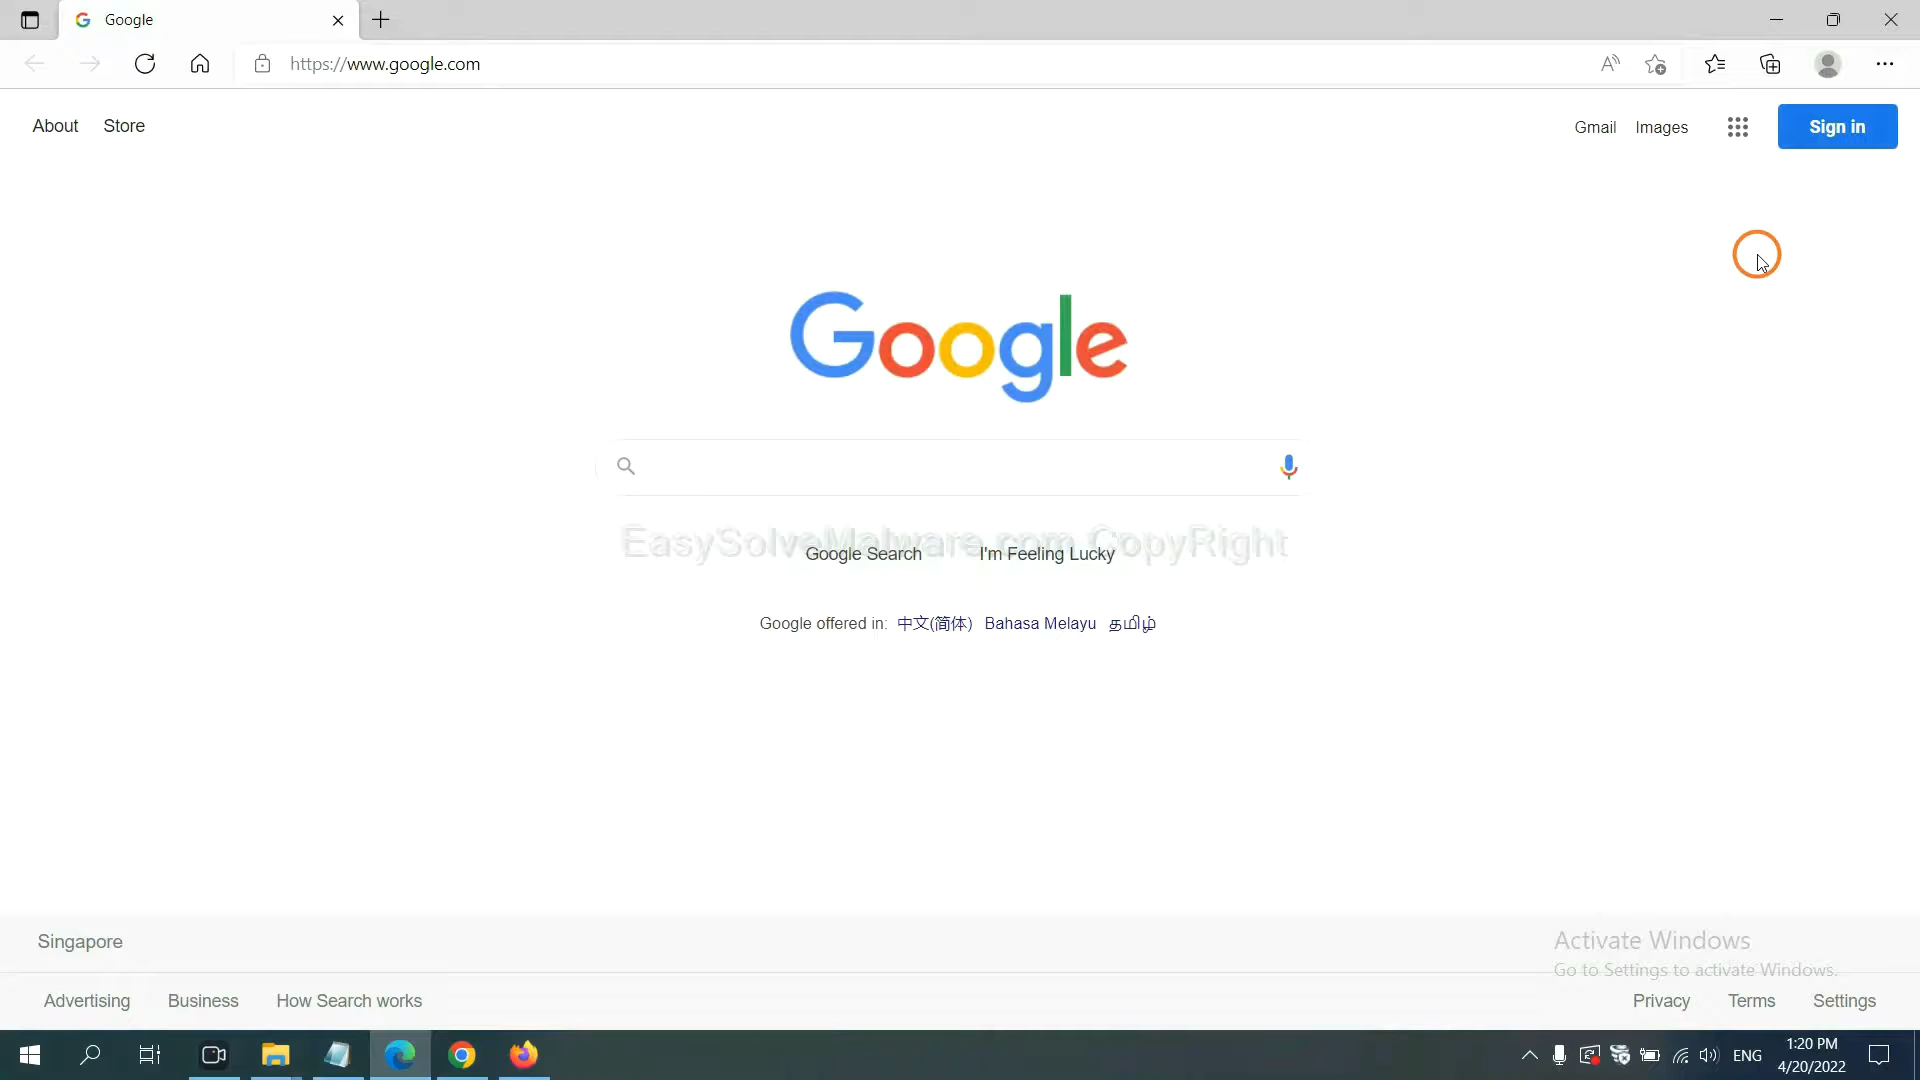 Google
https://www.google.com
About Store
Gmail Images Sign in
Google
EasySolveMalware.com CopyRight
Google Search I'm Feeling Lucky
Google offered in: 中文(简体) Bahasa Melayu தமிழ்
Singapore
Activate Windows
Go to Settings to activate Windows.
Advertising Business How Search works
Privacy Terms Settings
ENG
1:20 PM
4/20/2022